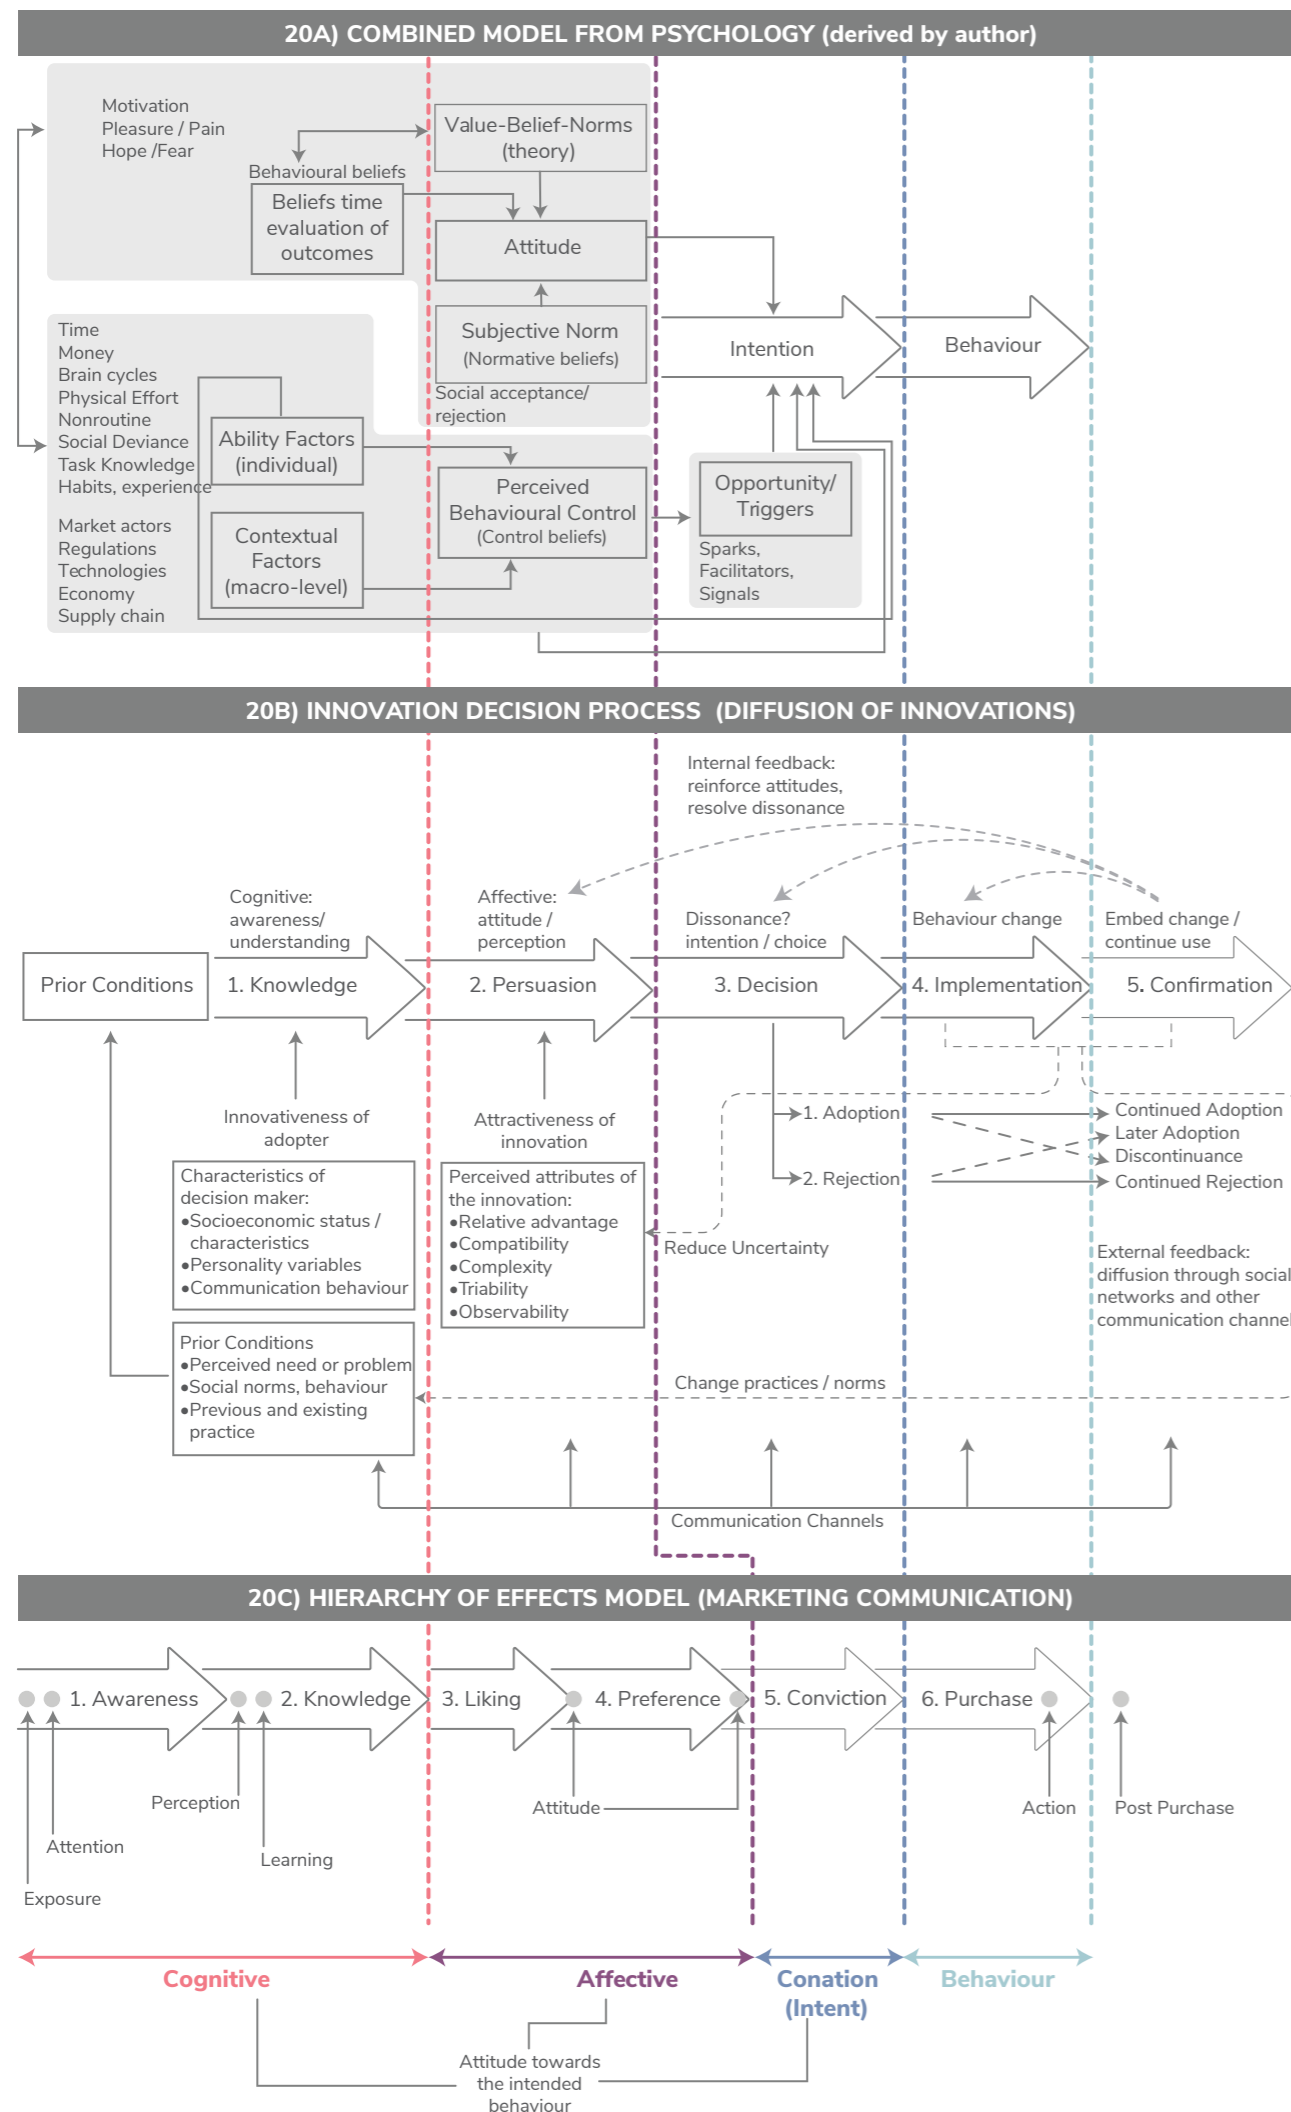 20A) COMBINED MODEL FROM PSYCHOLOGY (derived by author)
Motivation
Pleasure / Pain
Hope /Fear
Value-Belief-Norms
(theory)
Behavioural beliefs
Beliefs time
evaluation of
outcomes
Attitude
Subjective Norm
(Normative beliefs)
Social acceptance/
rejection
Intention
Behaviour
Time
Money
Brain cycles
Physical Effort
Nonroutine
Social Deviance
Task Knowledge
Habits, experience
Market actors
Regulations
Technologies
Economy
Supply chain
Ability Factors
(individual)
Contextual
Factors
(macro-level)
Perceived
Behavioural Control
(Control beliefs)
Opportunity/
Triggers
Sparks,
Facilitators,
Signals
20B) INNOVATION DECISION PROCESS (DIFFUSION OF INNOVATIONS)
Internal feedback:
reinforce attitudes,
resolve dissonance
Cognitive:
awareness/
understanding
Affective:
attitude /
perception
Dissonance?
intention / choice
Behaviour change
Embed change /
continue use
Prior Conditions
1. Knowledge
2. Persuasion
3. Decision
4. Implementation
5. Confirmation
Innovativeness of
adopter
Attractiveness of
innovation
1. Adoption
2. Rejection
Continued Adoption
Later Adoption
Discontinuance
Continued Rejection
Characteristics of
decision maker:
•Socioeconomic status /
characteristics
•Personality variables
•Communication behaviour
Perceived attributes of
the innovation:
•Relative advantage
•Compatibility
•Complexity
•Triability
•Observability
Reduce Uncertainty
External feedback:
diffusion through social
networks and other
communication channel
Prior Conditions
•Perceived need or problem
•Social norms, behaviour
•Previous and existing
practice
Change practices / norms
Communication Channels
20C) HIERARCHY OF EFFECTS MODEL (MARKETING COMMUNICATION)
1. Awareness
2. Knowledge
3. Liking
4. Preference
5. Conviction
6. Purchase
Perception
Attitude
Action
Post Purchase
Attention
Learning
Exposure
Cognitive
Affective
Conation
(Intent)
Behaviour
Attitude towards
the intended
behaviour